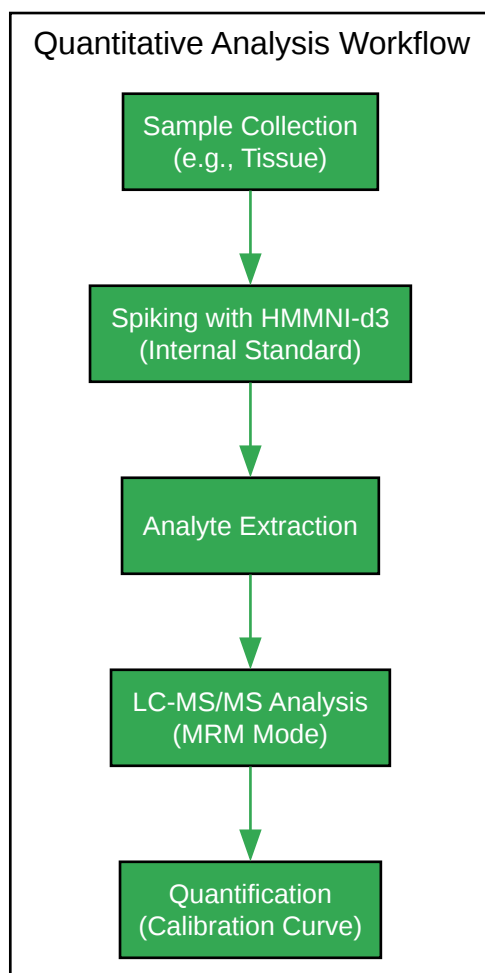 Quantitative Analysis Workflow
Sample Collection
(e.g., Tissue)
Spiking with HMMNI-d3
(Internal Standard)
Analyte Extraction
LC-MS/MS Analysis
(MRM Mode)
Quantification
(Calibration Curve)